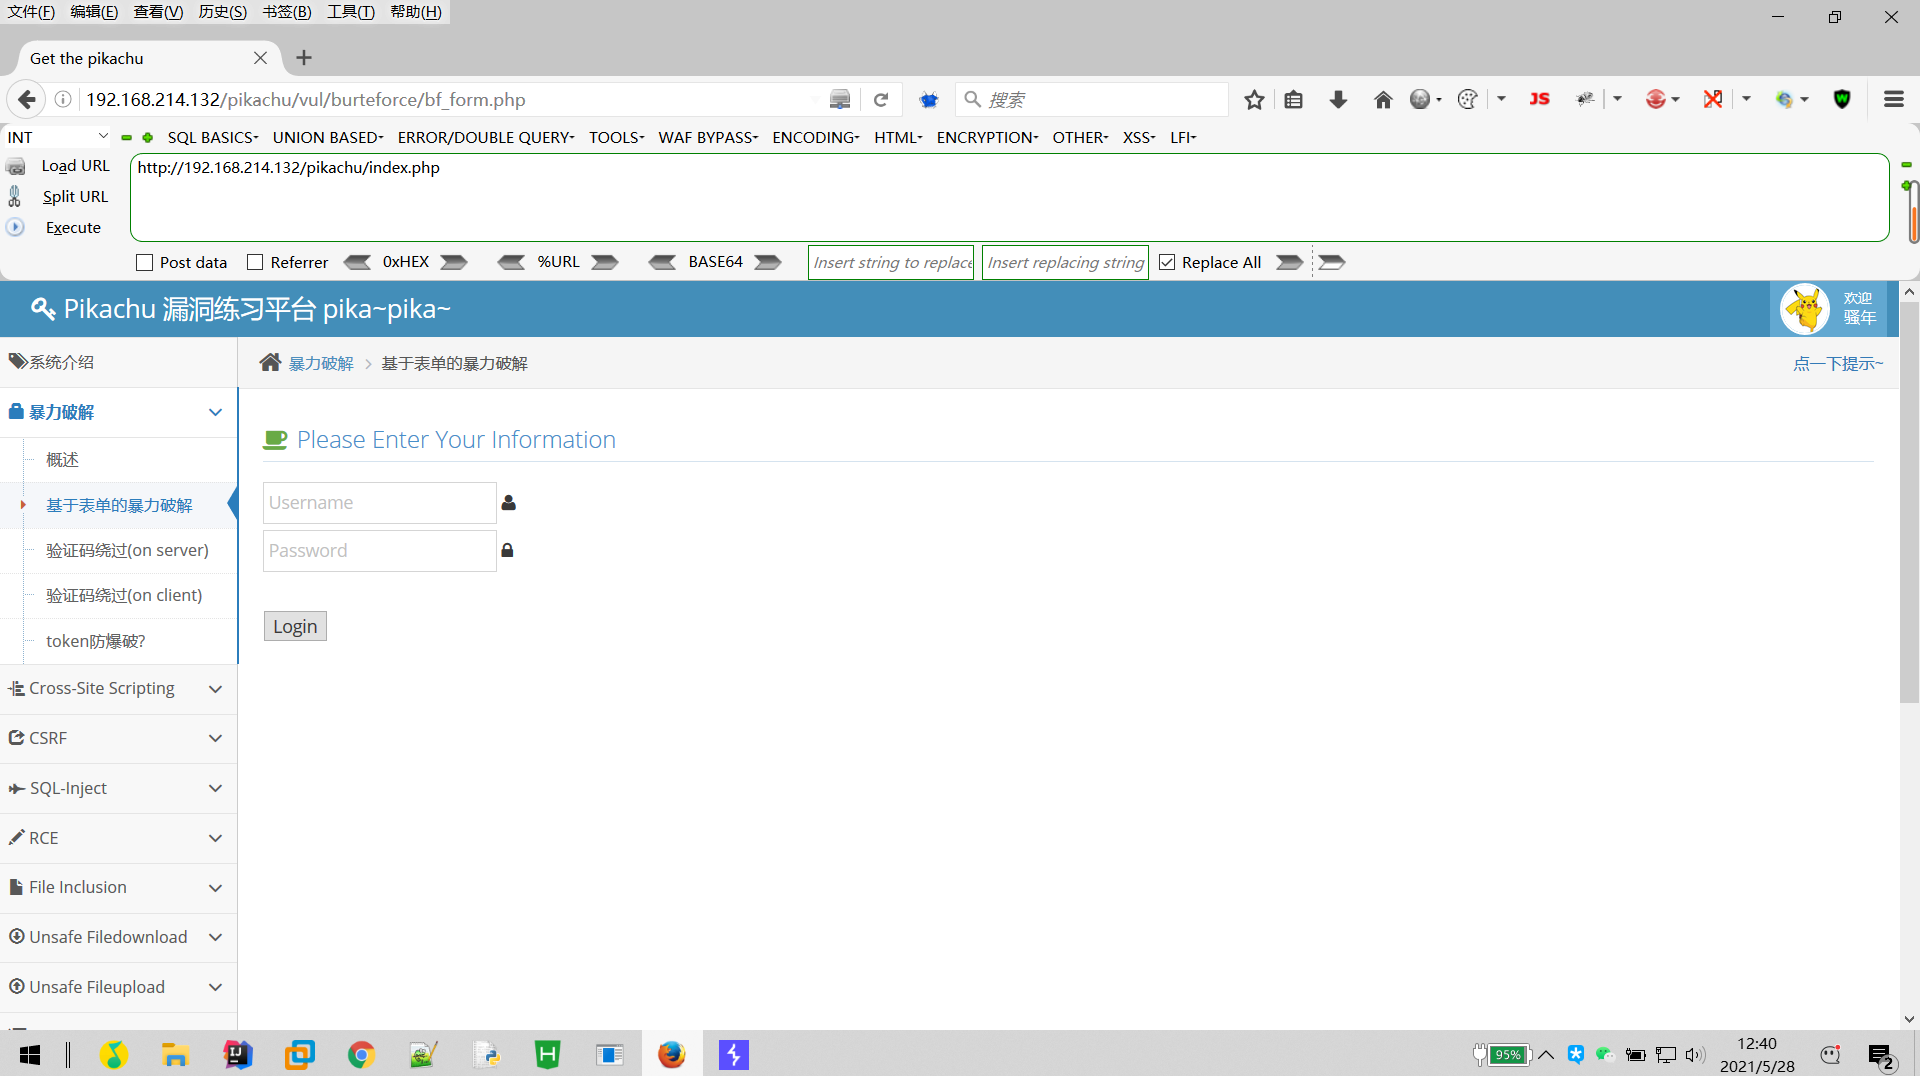 文件(F) 编辑(E) 查看(V) 历史(S) 书签(B) 工具(T) 帮助(H)
Get the pikachu
192.168.214.132/pikachu/vul/burteforce/bf_form.php
搜索
JS
INT
SQL BASICS UNION BASED ERROR/DOUBLE QUERY TOOLS WAF BYPASS ENCODING HTML ENCRYPTION OTHER XSS LFI
Load URL
http://192.168.214.132/pikachu/index.php
Split URL
Execute
Post data Referrer 0xHEX %URL BASE64 Insert string to replace Insert replacing string Replace All
Pikachu 漏洞练习平台 pika~pika~
欢迎
骚年
系统介绍
暴力破解 基于表单的暴力破解
点一下提示~
暴力破解
概述
基于表单的暴力破解
验证码绕过(on server)
验证码绕过(on client)
token防爆破?
Cross-Site Scripting
CSRF
SQL-Inject
RCE
File Inclusion
Unsafe Filedownload
Unsafe Fileupload
Please Enter Your Information
Username
Password
Login
95%
12:40
2021/5/28
2